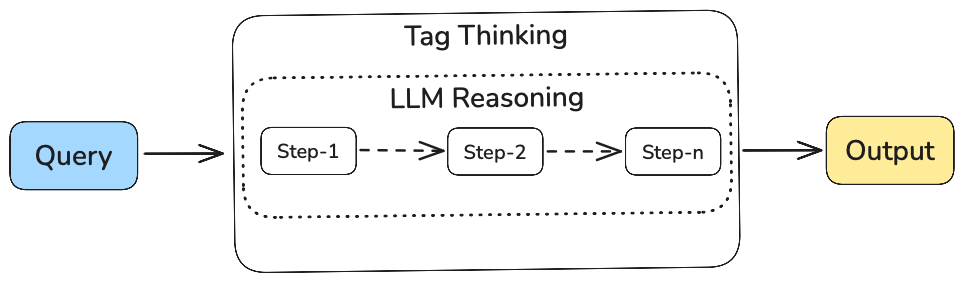 Tag Thinking
LLM Reasoning
Query
Step-1
Step-2
Step-n
Output